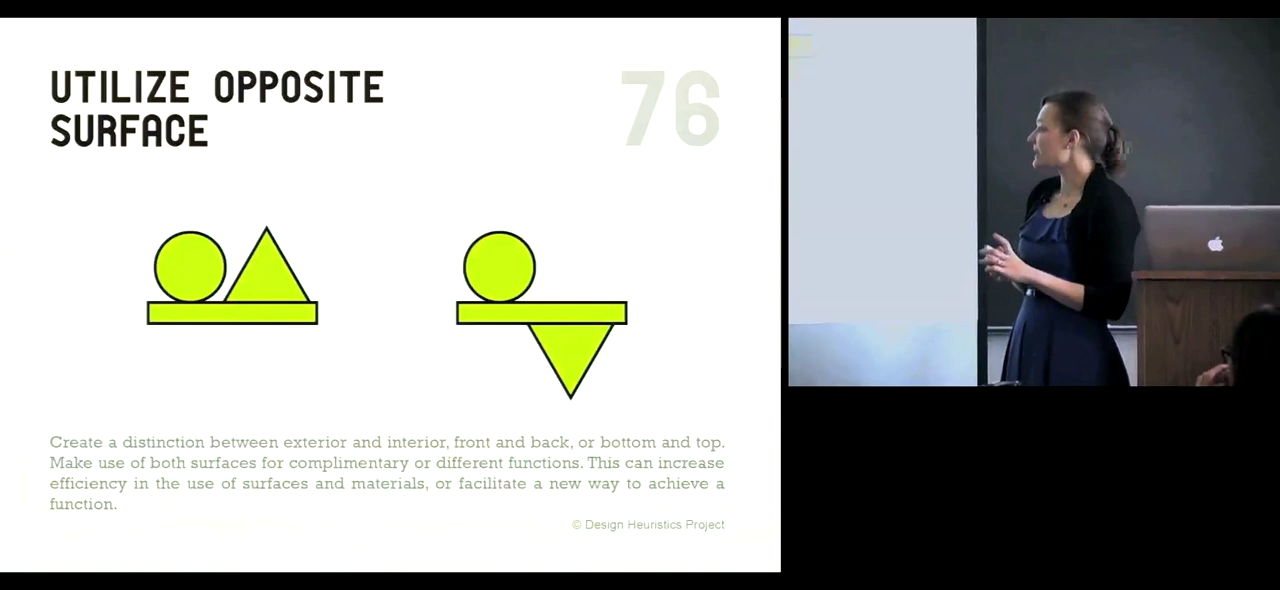 UTILIZE OPPOSITE
SURFACE
76
Create a distinction between exterior and interior, front and back, or bottom and top.
Make use of both surfaces for complimentary or different functions. This can increase
efficiency in the use of surfaces and materials, or facilitate a new way to achieve a
function.
© Design Heuristics Project